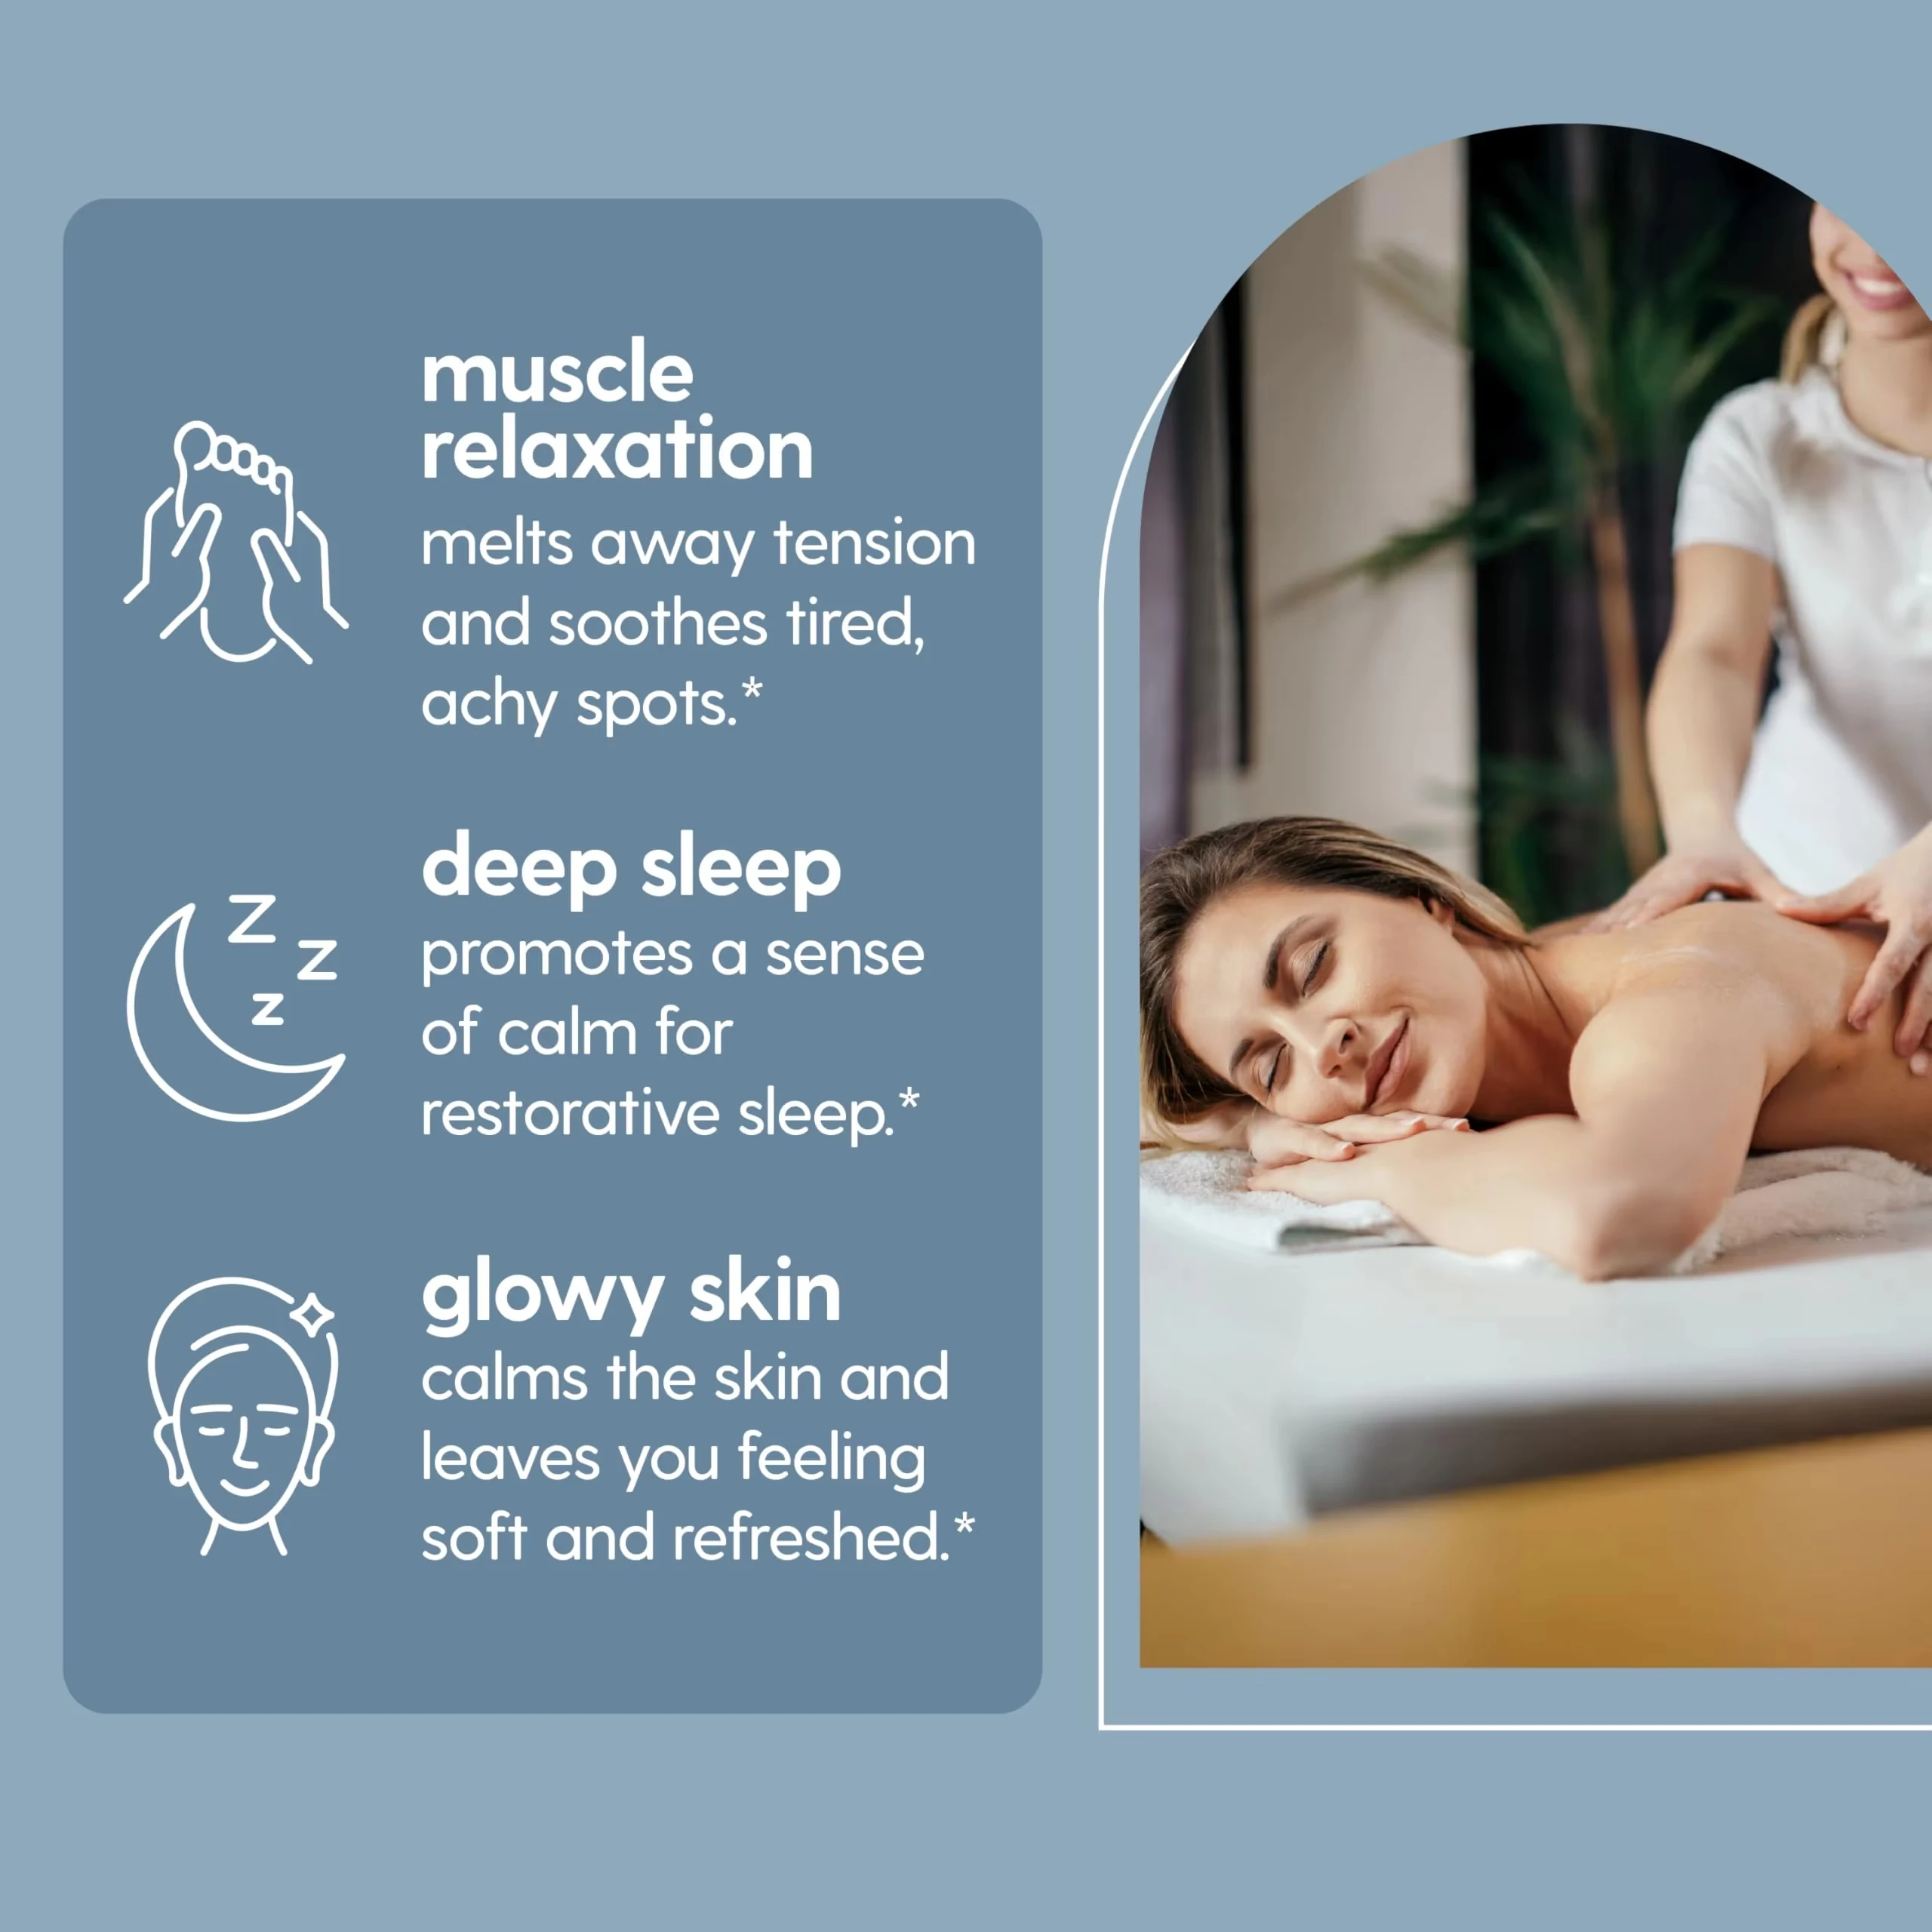 muscle
relaxation
melts away tension
and soothes tired,
achy spots.*
z
z
z
deep sleep
promotes a sense
of calm for
restorative sleep.*
glowy skin
calms the skin and
leaves you feeling
soft and refreshed.*